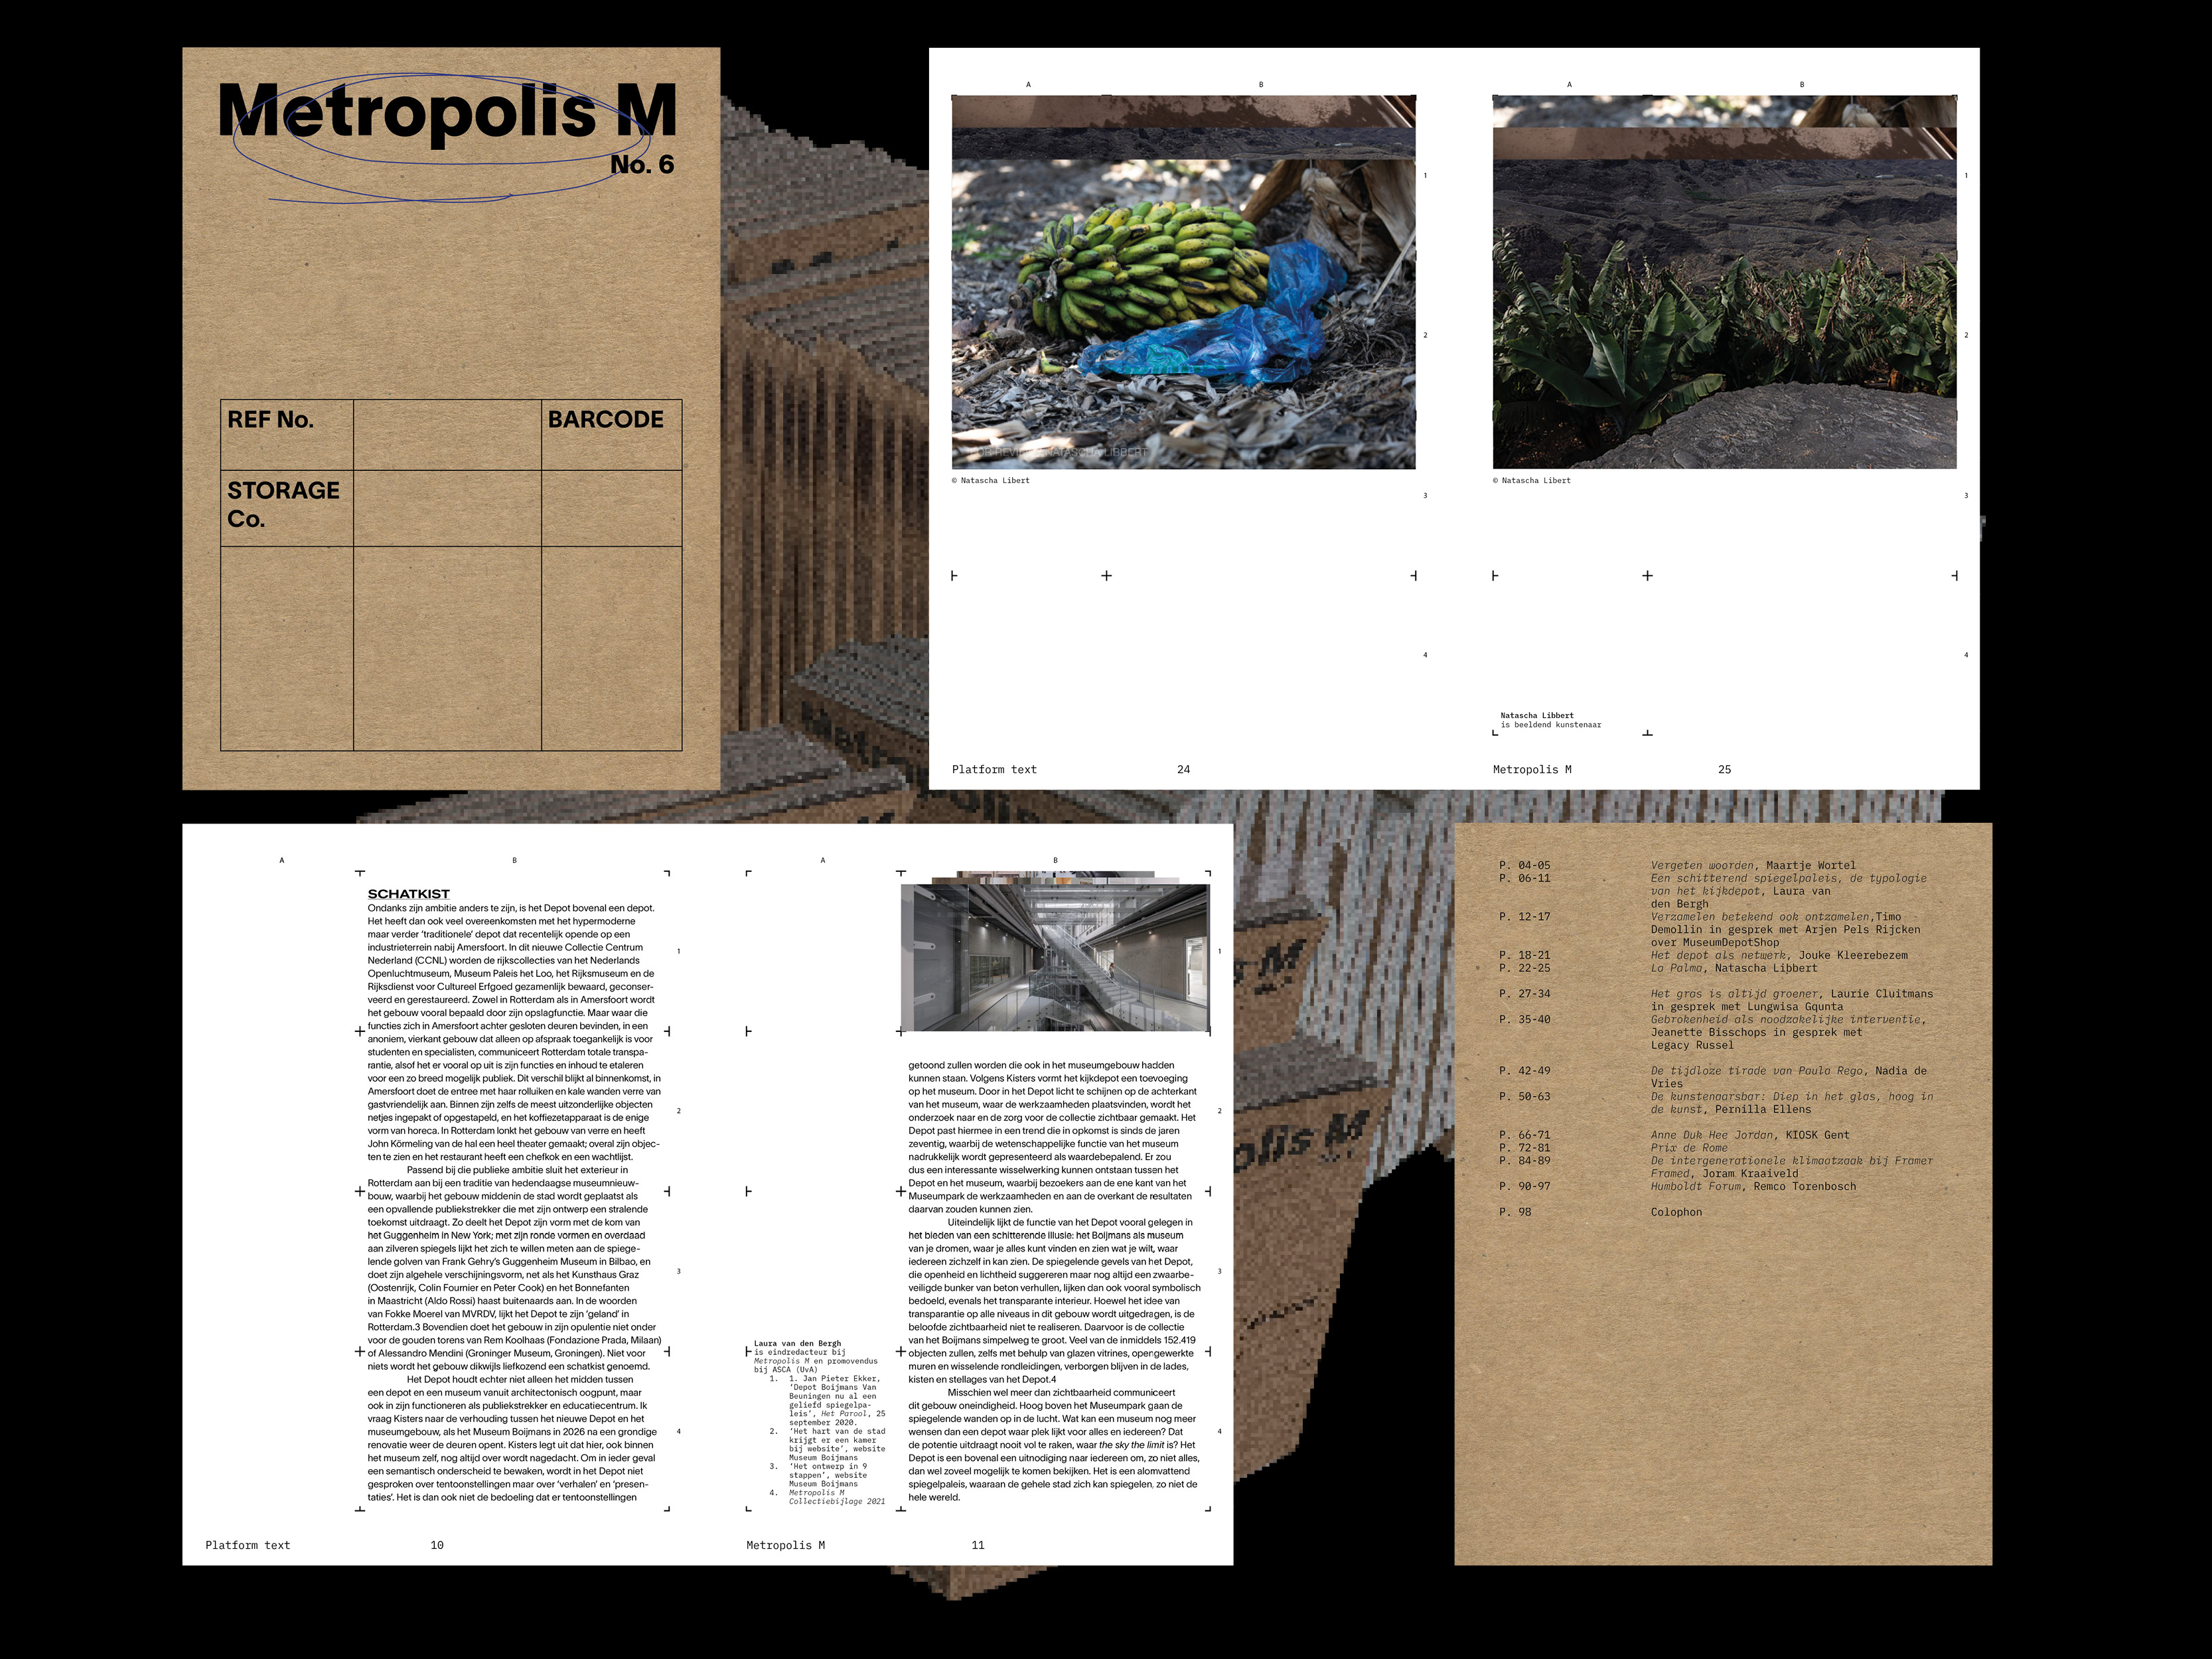 Metropolis M
No. 6
REF No.
BARCODE
STORAGE
Co.
A
B
A
B
1
1
2
2
© Natascha Libert
© Natascha Libert
3
3
4
4
Natascha Libbert
is beeldend kunstenaar
Platform text
24
Metropolis M
25
A
B
SCHATKIST
Ondanks zijn ambitie anders te zijn, is het Depot bovenal een depot.
Het heeft dan ook veel overeenkomsten met het hypermoderne
maar verder ‘traditionele’ depot dat recentelijk opende op een
industrieterrein nabij Amersfoort. In dit nieuwe Collectie Centrum
Nederland (CCNL) worden de rijkscollecties van het Nederlands
Openluchtmuseum, Museum Paleis het Loo, het Rijksmuseum en de
Rijksdienst voor Cultureel Erfgoed gezamenlijk bewaard, geconser-
veerd en gerestaureerd. Zowel in Rotterdam als in Amersfoort wordt
het gebouw vooral bepaald door zijn opslagfunctie. Maar waar die
functies zich in Amersfoort achter gesloten deuren bevinden, in een
anoniem, vierkant gebouw dat alleen op afspraak toegankelijk is voor
studenten en specialisten, communiceert Rotterdam totale transpa-
rantie, alsof het er vooral op uit is zijn functies en inhoud te etaleren
voor een zo breed mogelijk publiek. Dit verschil blijkt al binnenkomst, in
Amersfoort doet de entree met haar rolluiken en kale wanden verre van
gastvriendelijk aan. Binnen zijn zelfs de meest uitzonderlijke objecten
netjes ingepakt of opgestapeld, en het koffiezetapparaat is de enige
vorm van horeca. In Rotterdam lonkt het gebouw van verre en heeft
John Körmeling van de hal een heel theater gemaakt; overal zijn objec-
ten te zien en het restaurant heeft een chefkok en een wachtlijst.
Passend bij die publieke ambitie sluit het exterieur in
Rotterdam aan bij een traditie van hedendaagse museumnieuw-
bouw, waarbij het gebouw middenin de stad wordt geplaatst als
een opvallende publiekstrekker die met zijn ontwerp een stralende
toekomst uitdraagt. Zo deelt het Depot zijn vorm met de kom van
het Guggenheim in New York; met zijn ronde vormen en overdaad
aan zilveren spiegels lijkt het zich te willen meten aan de spiege-
lende golven van Frank Gehry’s Guggenheim Museum in Bilbao, en
doet zijn algehele verschijningsvorm, net als het Kunsthaus Graz
(Oostenrijk, Colin Fournier en Peter Cook) en het Bonnefanten
in Maastricht (Aldo Rossi) haast buitenaards aan. In de woorden
van Fokke Moerel van MVRDV, lijkt het Depot te zijn ‘geland’ in
Rotterdam.3 Bovendien doet het gebouw in zijn opulentie niet onder
voor de gouden torens van Rem Koolhaas (Fondazione Prada, Milaan)
of Alessandro Mendini (Groninger Museum, Groningen). Niet voor
niets wordt het gebouw dikwijls liefkozend een schatkist genoemd.
Het Depot houdt echter niet alleen het midden tussen
een depot en een museum vanuit architectonisch oogpunt, maar
ook in zijn functioneren als publiekstrekker en educatiecentrum. Ik
vraag Kisters naar de verhouding tussen het nieuwe Depot en het
museumgebouw, als het Museum Boijmans in 2026 na een grondige
renovatie weer de deuren opent. Kisters legt uit dat hier, ook binnen
het museum zelf, nog altijd over wordt nagedacht. Om in ieder geval
een semantisch onderscheid te bewaken, wordt in het Depot niet
gesproken over tentoonstellingen maar over ‘verhalen’ en ‘presen-
taties’. Het is dan ook niet de bedoeling dat er tentoonstellingen
1
2
3
4
Platform text
10
A
B
1
getoond zullen worden die ook in het museumgebouw hadden
kunnen staan. Volgens Kisters vormt het kijkdepot een toevoeging
op het museum. Door in het Depot licht te schijnen op de achterkant
van het museum, waar de werkzaamheden plaatsvinden, wordt het
onderzoek naar en de zorg voor de collectie zichtbaar gemaakt. Het
Depot past hiermee in een trend die in opkomst is sinds de jaren
zeventig, waarbij de wetenschappelijke functie van het museum
nadrukkelijk wordt gepresenteerd als waardebepalend. Er zou
dus een interessante wisselwerking kunnen ontstaan tussen het
Depot en het museum, waarbij bezoekers aan de ene kant van het
Museumpark de werkzaamheden en aan de overkant de resultaten
daarvan zouden kunnen zien.
Uiteindelijk lijkt de functie van het Depot vooral gelegen in
het bieden van een schitterende illusie: het Boijmans als museum
van je dromen, waar je alles kunt vinden en zien wat je wilt, waar
iedereen zichzelf in kan zien. De spiegelende gevels van het Depot,
die openheid en lichtheid suggereren maar nog altijd een zwaarbe-
veiligde bunker van beton verhullen, lijken dan ook vooral symbolisch
bedoeld, evenals het transparante interieur. Hoewel het idee van
transparantie op alle niveaus in dit gebouw wordt uitgedragen, is de
beloofde zichtbaarheid niet te realiseren. Daarvoor is de collectie
van het Boijmans simpelweg te groot. Veel van de inmiddels 152.419
objecten zullen, zelfs met behulp van glazen vitrines, opengewerkte
muren en wisselende rondleidingen, verborgen blijven in de lades,
kisten en stellages van het Depot.4
Misschien wel meer dan zichtbaarheid communiceert
dit gebouw oneindigheid. Hoog boven het Museumpark gaan de
spiegelende wanden op in de lucht. Wat kan een museum nog meer
wensen dan een depot waar plek lijkt voor alles en iedereen? Dat
de potentie uitdraagt nooit vol te raken, waar the sky the limit is? Het
Depot is een bovenal een uitnodiging naar iedereen om, zo niet alles,
dan wel zoveel mogelijk te komen bekijken. Het is een alomvattend
spiegelpaleis, waaraan de gehele stad zich kan spiegelen, zo niet de
hele wereld.
2
3
4
Laura van den Bergh
is eindredacteur bij
Metropolis M en promovendus
bij ASCA (UvA)
1. 1. Jan Pieter Ekker,
‘Depot Boijmans Van
Beuningen nu al een
geliefd spiegelpa-
leis’, Het Parool, 25
september 2020.
2. ‘Het hart van de stad
krijgt er een kamer
bij website’, website
Museum Boijmans
3. ‘Het ontwerp in 9
stappen’, website
Museum Boijmans
4. Metropolis M
Collectiebijlage 2021
Metropolis M
11
P. 04-05 Vergeten woorden, Maartje Wortel
P. 06-11 Een schitterend spiegelpaleis, de typologie
van het kijkdepot, Laura van
den Bergh
P. 12-17 Verzamelen betekend ook ontzamelen,Timo
Demollin in gesprek met Arjen Pels Rijcken
over MuseumDepotShop
P. 18-21 Het depot als netwerk, Jouke Kleerebezem
P. 22-25 La Palma, Natascha Libbert
P. 27-34 Het gras is altijd groener, Laurie Cluitmans
in gesprek met Lungwisa Gqunta
P. 35-40 Gebrokenheid als noodzakelijke interventie,
Jeanette Bisschops in gesprek met
Legacy Russel
P. 42-49 De tijdloze tirade van Paula Rego, Nadia de
Vries
P. 50-63 De kunstenaarsbar: Diep in het glas, hoog in
de kunst, Pernilla Ellens
P. 66-71 Anne Duk Hee Jordan, KIOSK Gent
P. 72-81 Prix de Rome
P. 84-89 De intergenerationele klimaatzaak bij Framer
Framed, Joram Kraaiveld
P. 90-97 Humboldt Forum, Remco Torenbosch
P. 98 Colophon